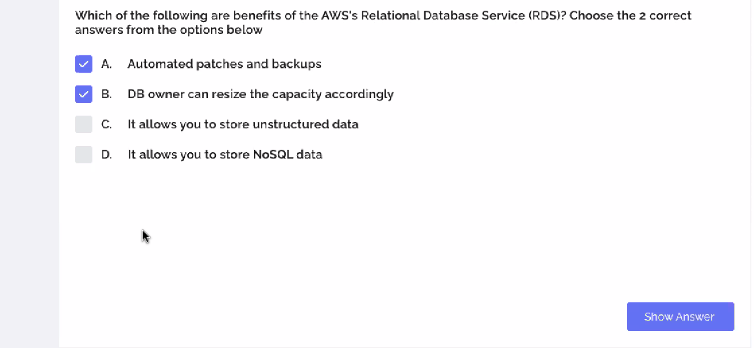 Which of the following are benefits of the AWS's Relational Database Service (RDS)? Choose the 2 correct
answers from the options below
A. Automated patches and backups
B. DB owner can resize the capacity accordingly
C. It allows you to store unstructured data
D. It allows you to store NoSQL data
Show Answer